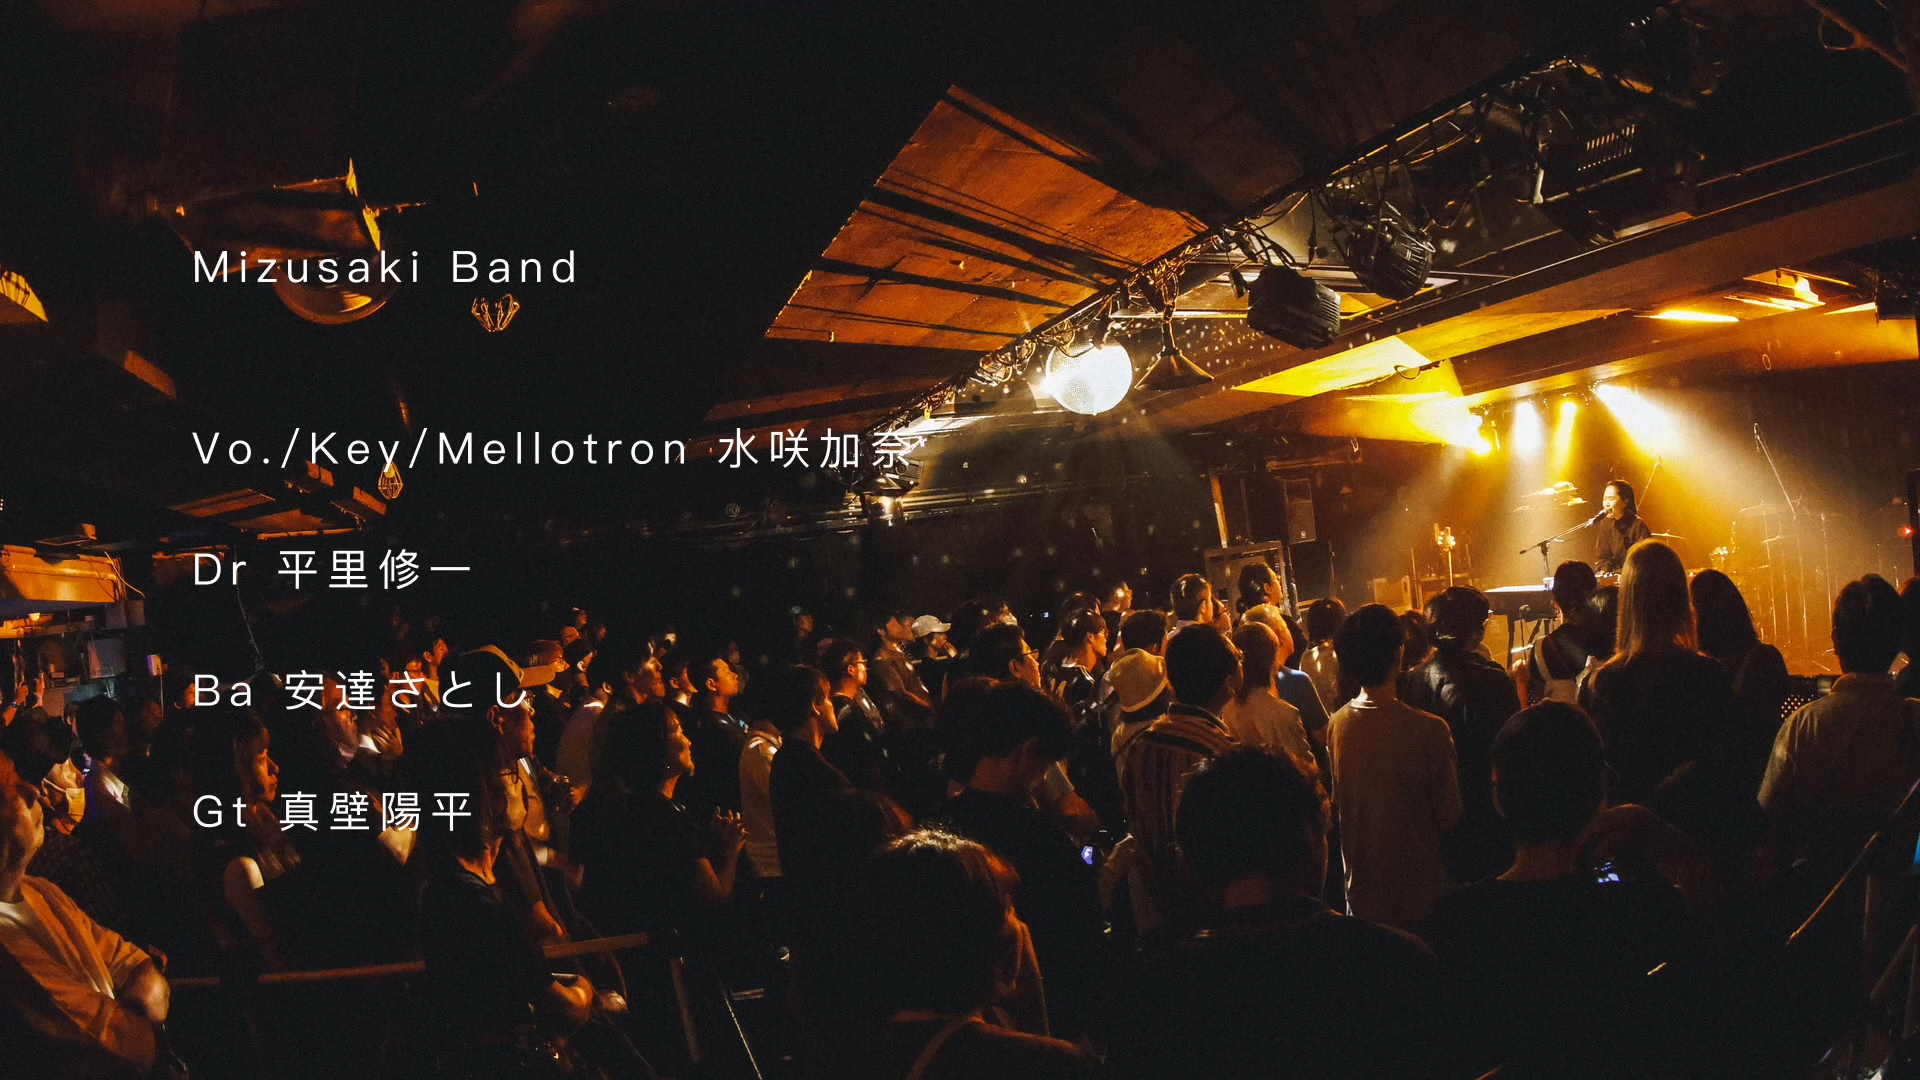 Mizusaki Band
Vo./Key/Mellotron 水咲加奈
Dr 平里修一
Ba 安達さとし
Gt 真壁陽平